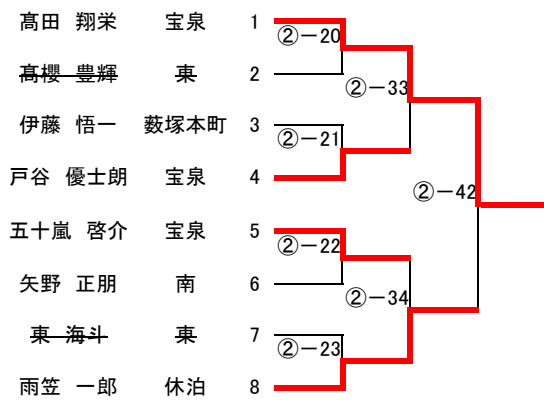 髙田 翔栄 宝泉 1
②－20
髙櫻 豊輝 東 2
②－33
伊藤 悟一 薮塚本町 3
②－21
戸谷 優士朗 宝泉 4
②－42
五十嵐 啓介 宝泉 5
②－22
矢野 正朋 南 6
②－34
東 海斗 東 7
②－23
雨笠 一郎 休泊 8